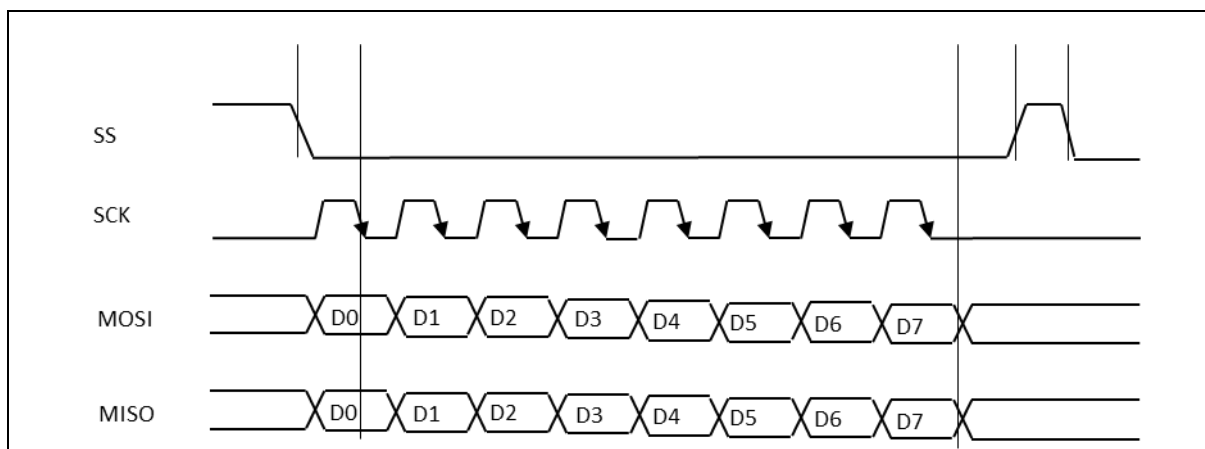 SS
SCK
MOSI D0 D1 D2 D3 D4 D5 D6 D7
MISO D0 D1 D2 D3 D4 D5 D6 D7